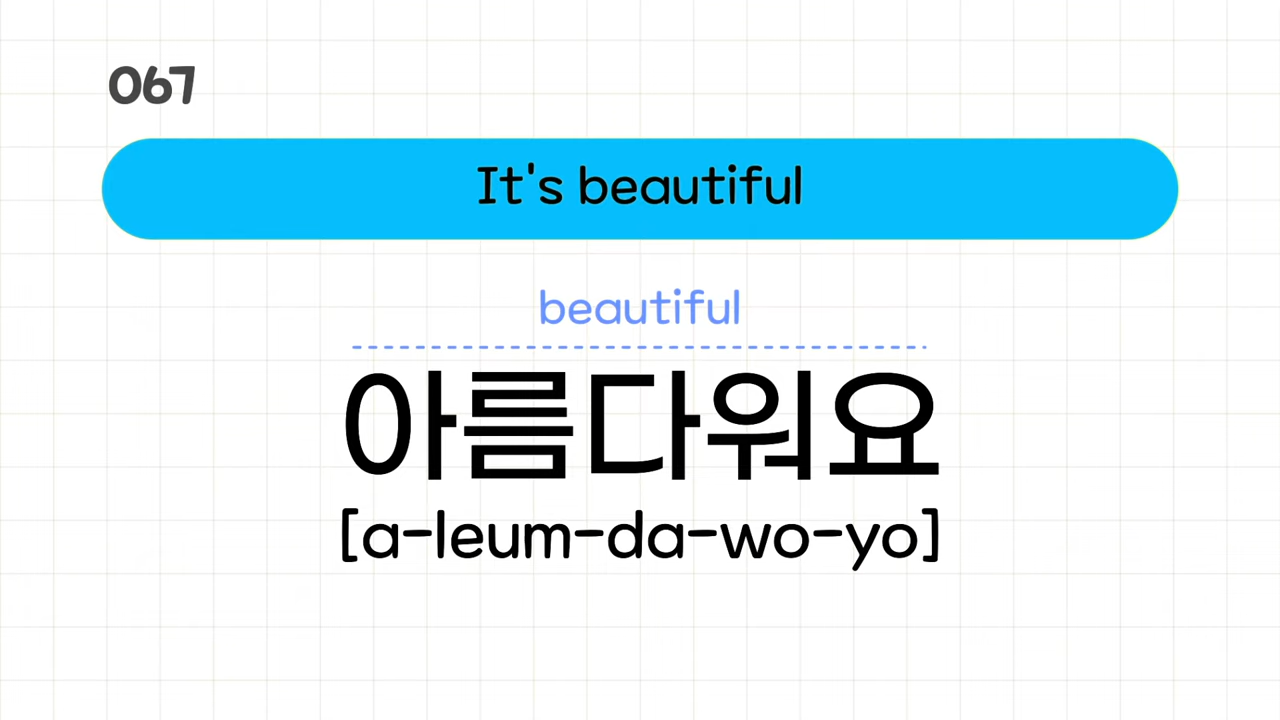 067
It's beautiful
beautiful
아름다워요
[a-leum-da-wo-yo]